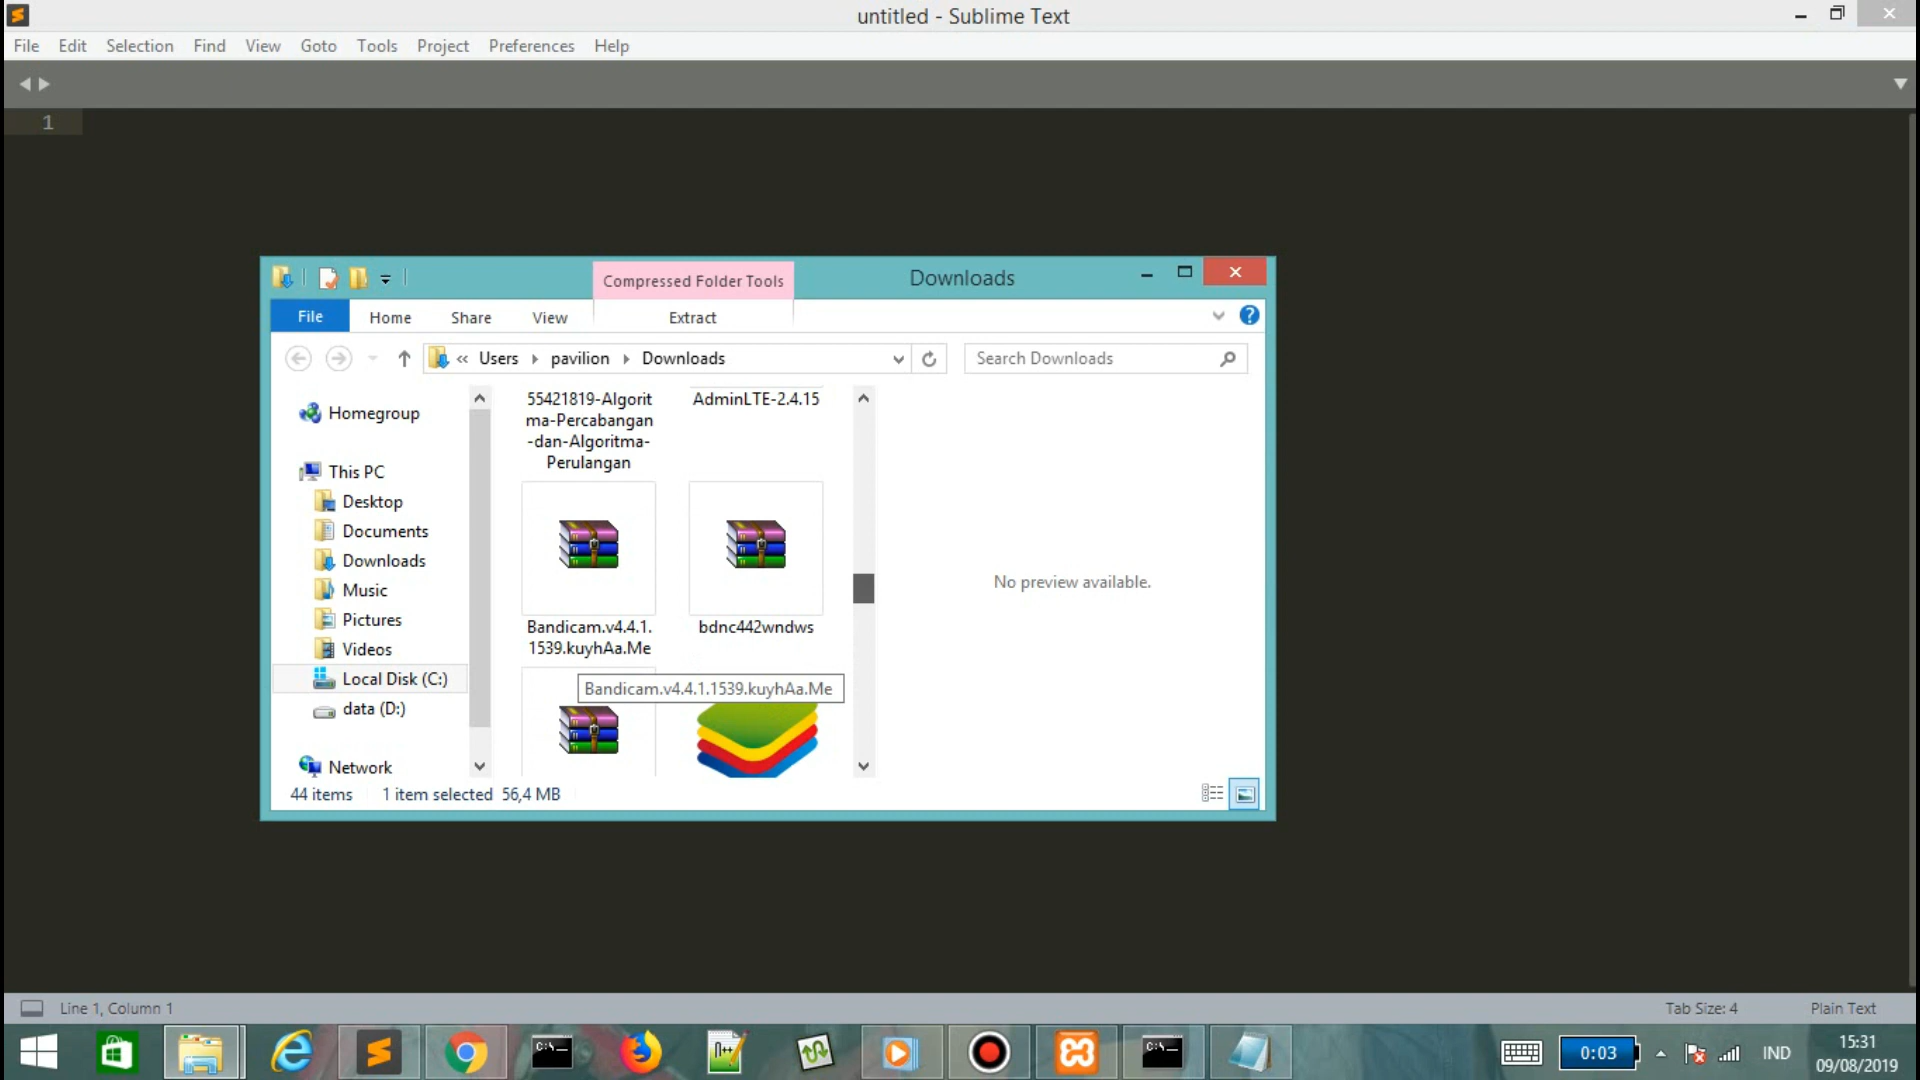 untitled - Sublime Text
File Edit Selection Find View Goto Tools Project Preferences Help
1
Compressed Folder Tools
Downloads
File Home Share View Extract
« Users pavilion Downloads
Search Downloads
Homegroup
This PC
Desktop
Documents
Downloads
Music
Pictures
Videos
Local Disk (C:)
data (D:)
Network
55421819-Algorit
ma-Percabangan
-dan-Algoritma-
Perulangan
AdminLTE-2.4.15
Bandicam.v4.4.1.
1539.kuyhAa.Me
bdnc442wndws
Bandicam.v4.4.1.1539.kuyhAa.Me
No preview available.
44 items 1 item selected 56,4 MB
Line 1, Column 1
Tab Size: 4 Plain Text
0:03
IND
15:31
09/08/2019